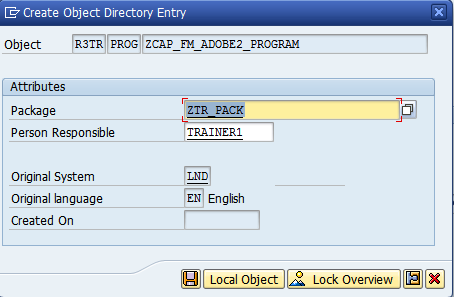 Create Object Directory Entry
Object R3TR PROG ZCAP_FM_ADOBE2_PROGRAM
Attributes
Package ZTR_PACK
Person Responsible TRAINER1
Original System LND
Original language EN English
Created On
Local Object Lock Overview